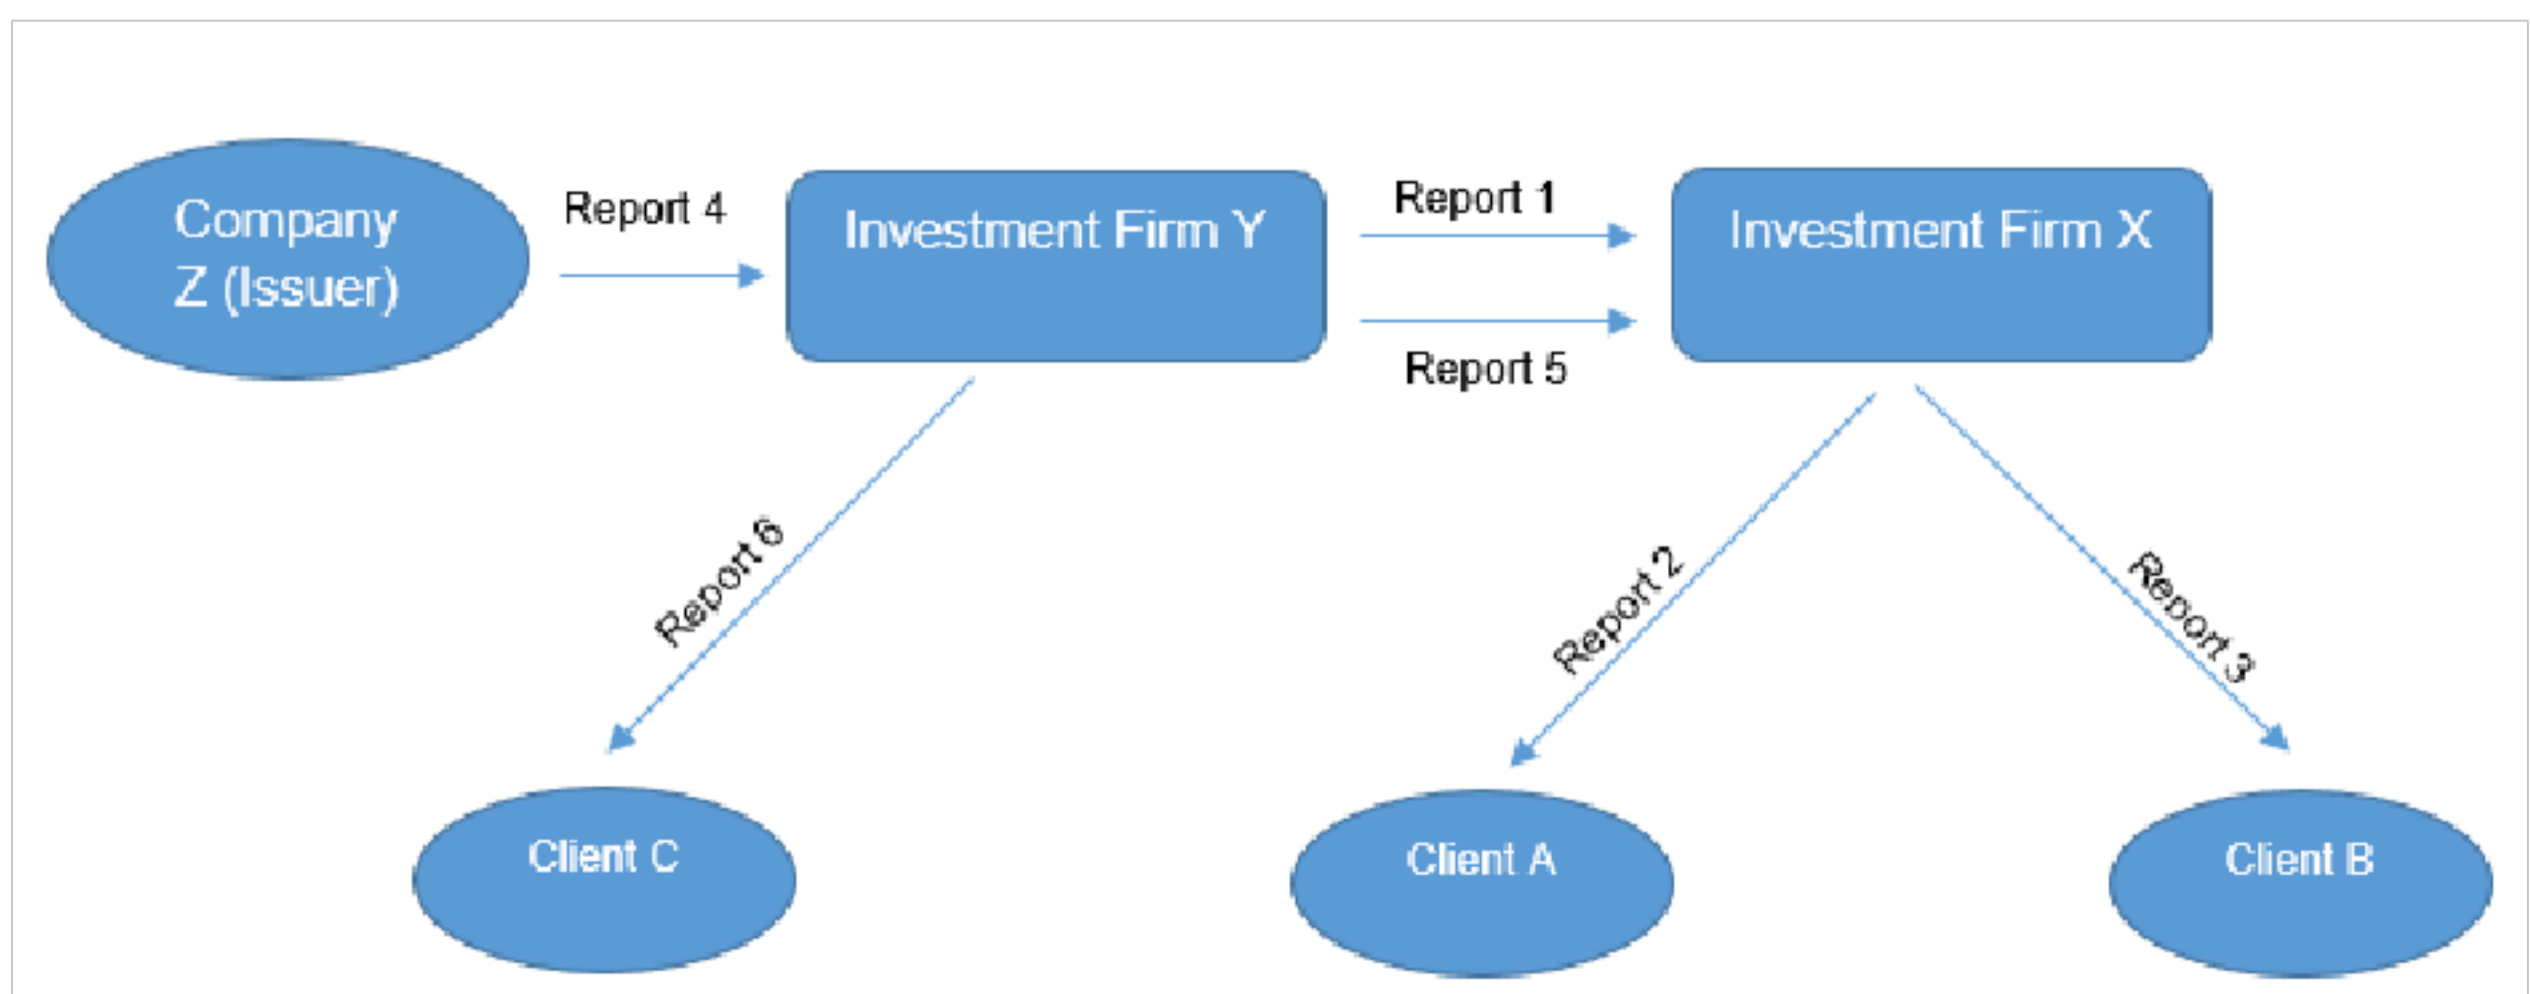 Company
Z (Issuer)
Report 4
Investment Firm Y
Report 1
Report 5
Investment Firm X
Report 6
Report 2
Report 3
Client C
Client A
Client B